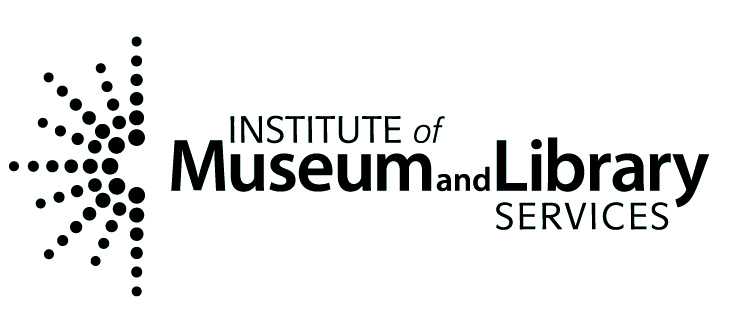 INSTITUTE of
Museum and Library
SERVICES